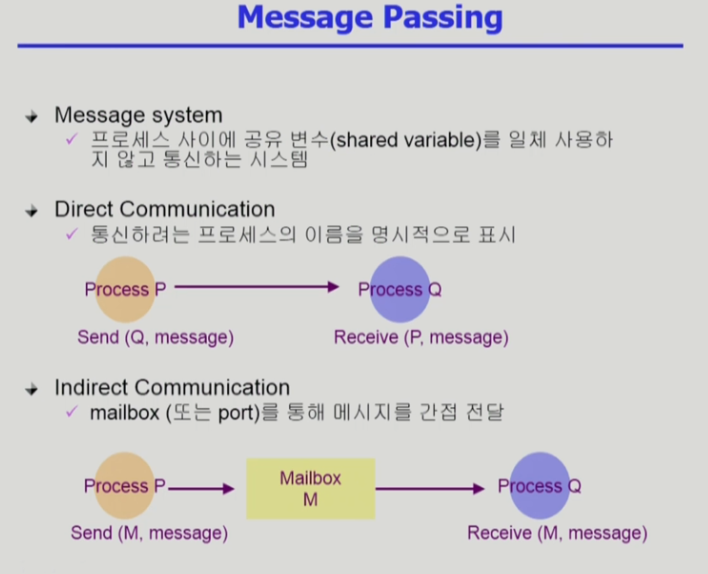 Message Passing
Message system
프로세스 사이에 공유 변수(shared variable)를 일체 사용하
지 않고 통신하는 시스템
Direct Communication
통신하려는 프로세스의 이름을 명시적으로 표시
Process P
Process Q
Send (Q, message)
Receive (P, message)
Indirect Communication
mailbox (또는 port)를 통해 메시지를 간접 전달
Process P
Mailbox
M
Process Q
Send (M, message)
Receive (M, message)